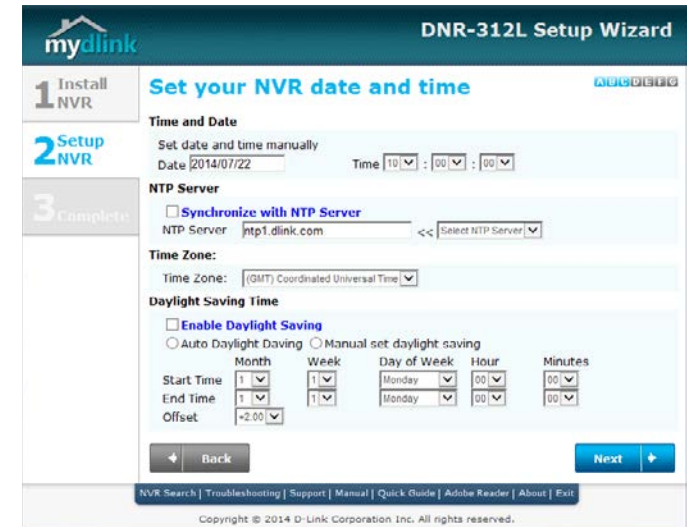 mydlink
DNR-312L Setup Wizard
1 Install NVR
2 Setup NVR
3 Complete
Set your NVR date and time
A B C D E F G
Time and Date
Set date and time manually
Date 2014/07/22 Time 10 : 00 : 00
NTP Server
Synchronize with NTP Server
NTP Server ntp1.dlink.com << Select NTP Server
Time Zone:
Time Zone: (GMT) Coordinated Universal Time
Daylight Saving Time
Enable Daylight Saving
Auto Daylight Daving Manual set daylight saving
Month Week Day of Week Hour Minutes
Start Time 1 1 Monday 00 00
End Time 1 1 Monday 00 00
Offset +2.00
Back
Next
NVR Search | Troubleshooting | Support | Manual | Quick Guide | Adobe Reader | About | Exit
Copyright © 2014 D-Link Corporation Inc. All rights reserved.